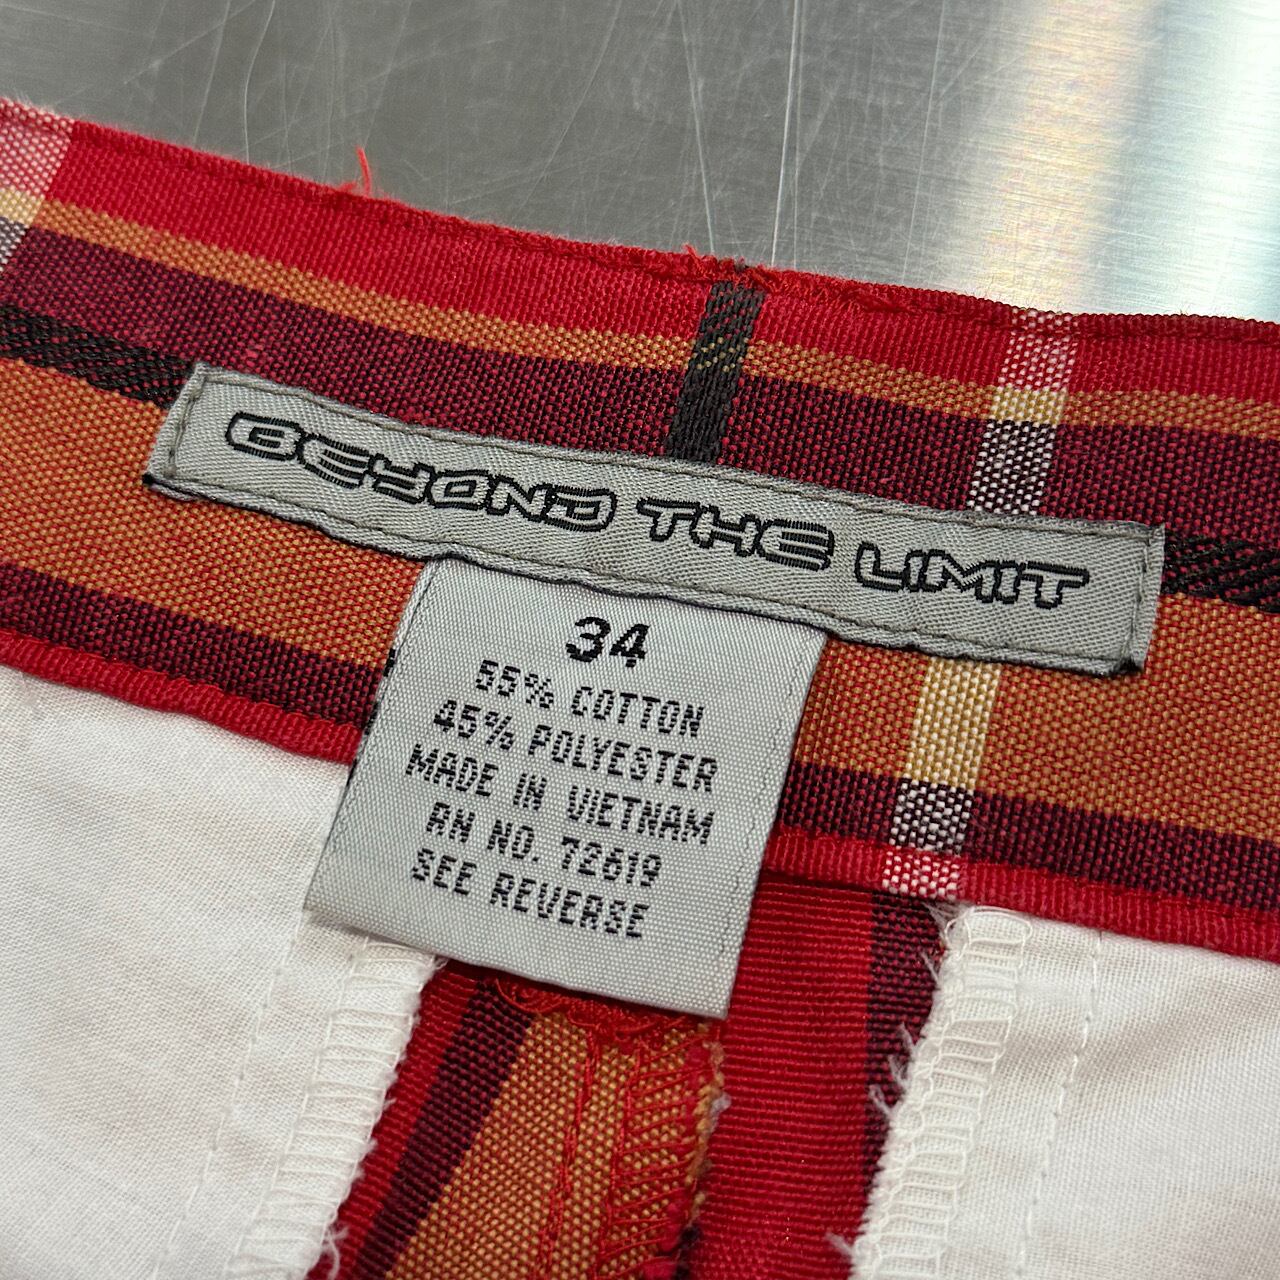 BEYOND THE LIMIT
34
55% COTTON
45% POLYESTER
MADE IN VIETNAM
RN NO. 72619
SEE REVERSE